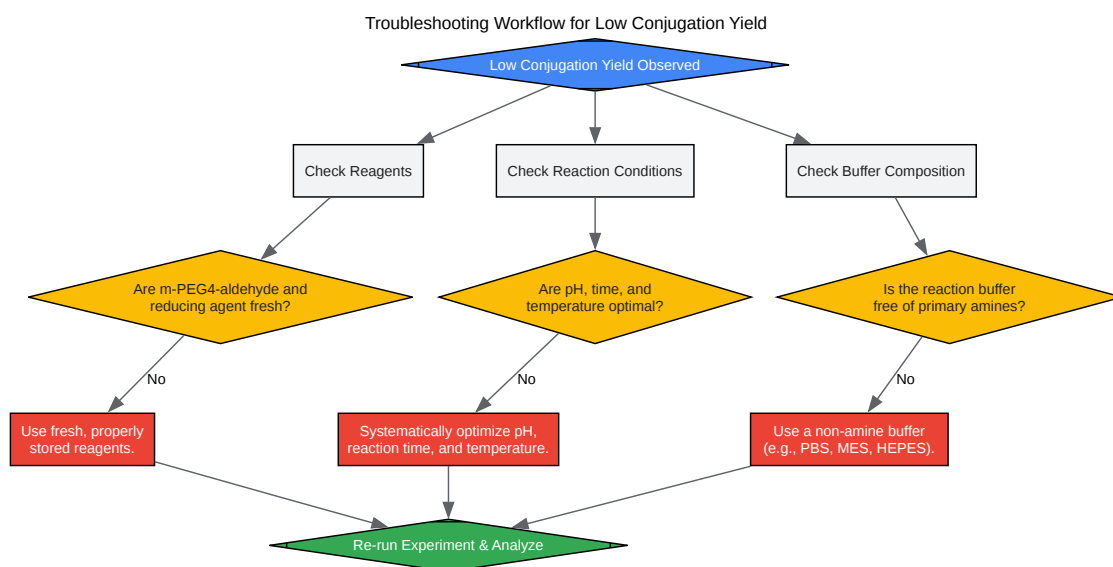 Troubleshooting Workflow for Low Conjugation Yield
Low Conjugation Yield Observed
Check Reagents
Check Reaction Conditions
Check Buffer Composition
Are m-PEG4-aldehyde and
reducing agent fresh?
Are pH, time, and
temperature optimal?
Is the reaction buffer
free of primary amines?
No
No
No
Use fresh, properly
stored reagents.
Systematically optimize pH,
reaction time, and temperature.
Use a non-amine buffer
(e.g., PBS, MES, HEPES).
Re-run Experiment & Analyze